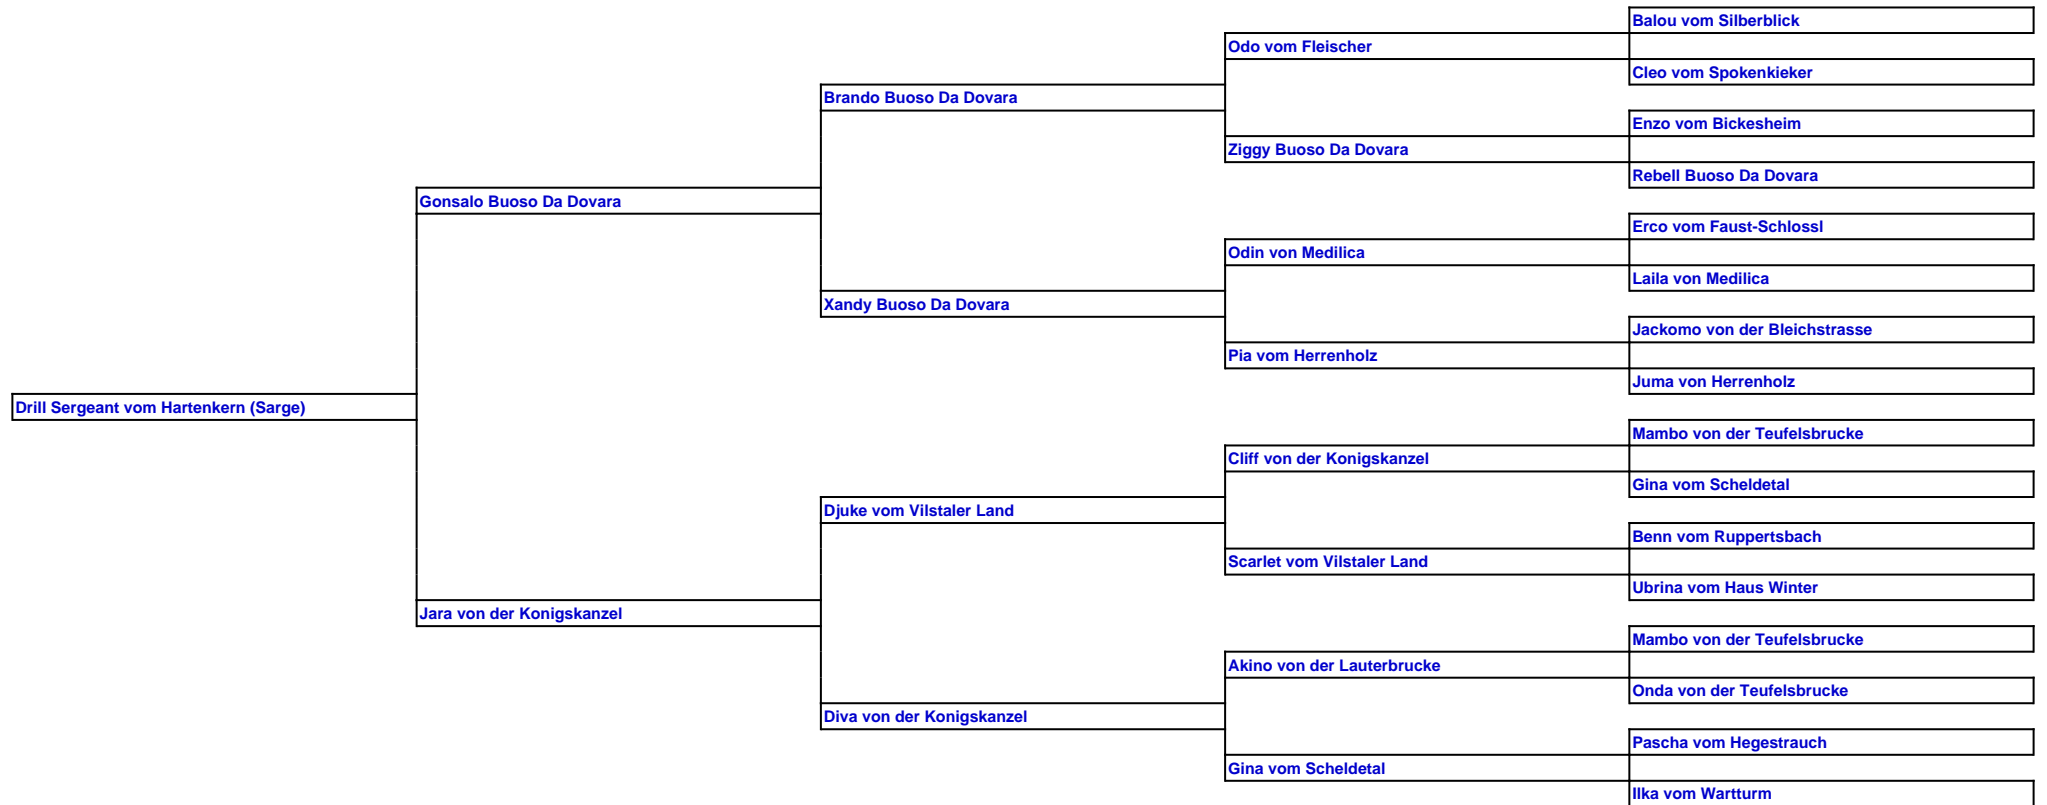 Balou vom Silberblick
Odo vom Fleischer
Cleo vom Spokenkieker
Brando Buoso Da Dovara
Enzo vom Bickesheim
Ziggy Buoso Da Dovara
Rebell Buoso Da Dovara
Gonsalo Buoso Da Dovara
Erco vom Faust-Schlossl
Odin von Medilica
Laila von Medilica
Xandy Buoso Da Dovara
Jackomo von der Bleichstrasse
Pia vom Herrenholz
Juma von Herrenholz
Drill Sergeant vom Hartenkern (Sarge)
Mambo von der Teufelsbrucke
Cliff von der Konigskanzel
Gina vom Scheldetal
Djuke vom Vilstaler Land
Benn vom Ruppertsbach
Scarlet vom Vilstaler Land
Ubrina vom Haus Winter
Jara von der Konigskanzel
Mambo von der Teufelsbrucke
Akino von der Lauterbrucke
Onda von der Teufelsbrucke
Diva von der Konigskanzel
Pascha vom Hegestrauch
Gina vom Scheldetal
Ilka vom Wartturm